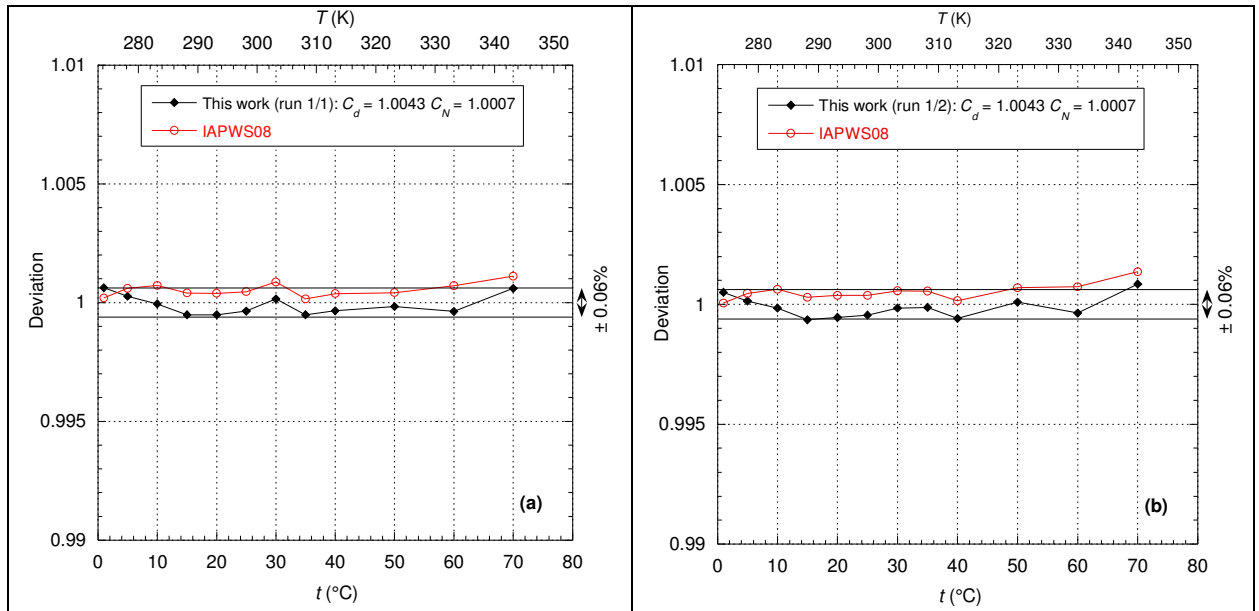 T (K)
280 290 300 310 320 330 340 350
1.01
This work (run 1/1): C_d = 1.0043 C_N = 1.0007
IAPWS08
1.005
Deviation
1
± 0.06%
0.995
(a)
0.99
0 10 20 30 40 50 60 70 80
t (°C)
T (K)
280 290 300 310 320 330 340 350
1.01
This work (run 1/2): C_d = 1.0043 C_N = 1.0007
IAPWS08
1.005
Deviation
1
± 0.06%
0.995
(b)
0.99
0 10 20 30 40 50 60 70 80
t (°C)